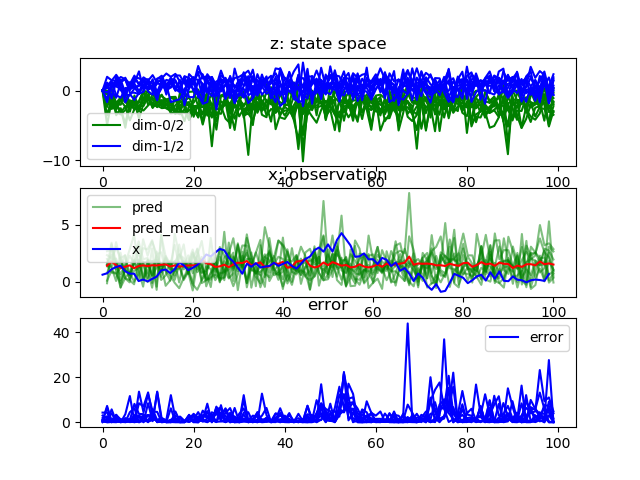 z: state space
0
−10
dim-0/2
dim-1/2
0 20 40 60 80 100
x: observation
5
0
pred
pred_mean
x
0 20 40 60 80 100
error
40
20
0
error
0 20 40 60 80 100